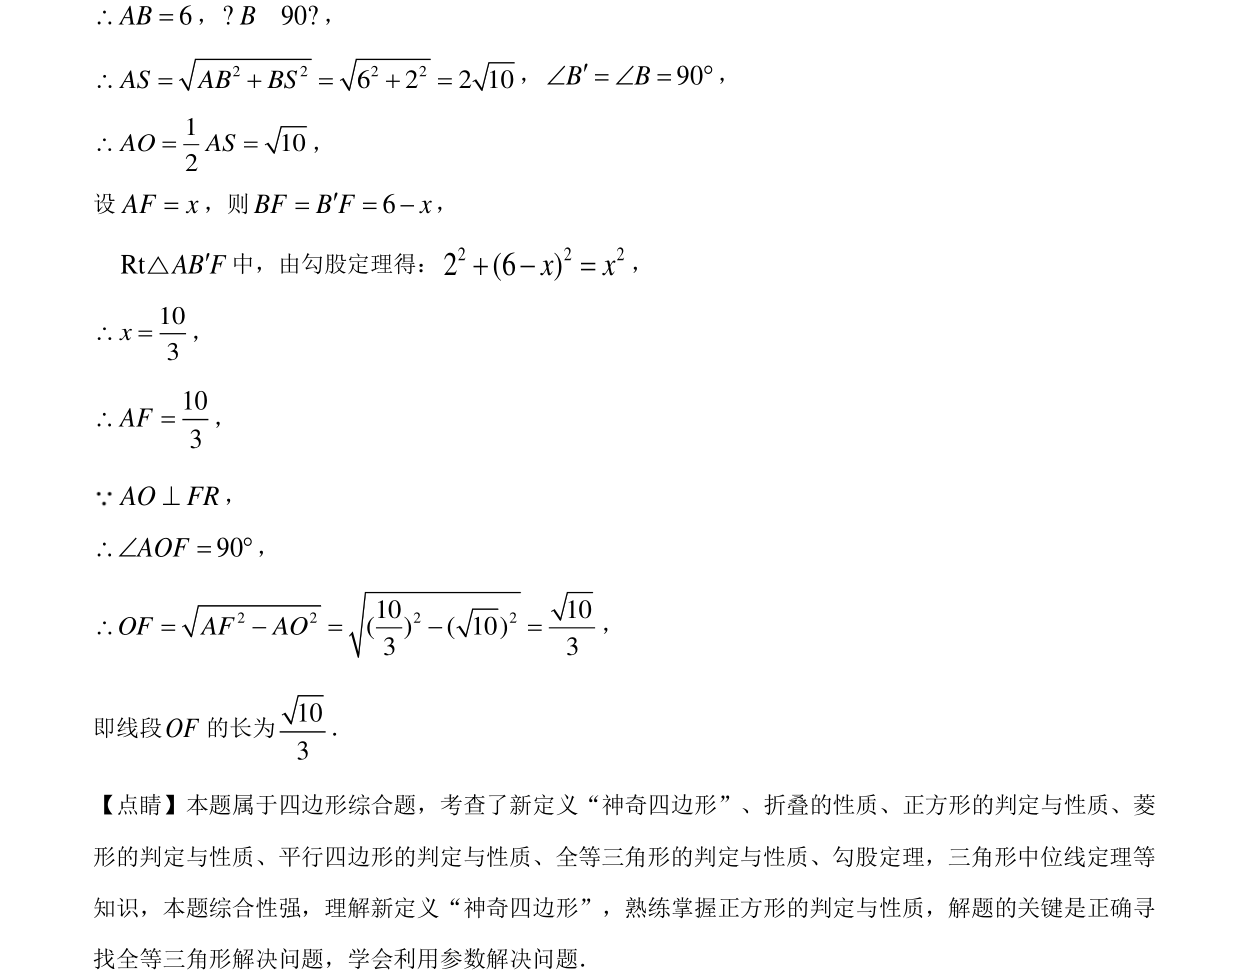 ∴AB=6，?B 90?，
∴AS=√(AB²+BS²)=√(6²+2²)=2√10，∠B′=∠B=90°，
∴AO=1/2 AS=√10，
设AF=x，则BF=B′F=6−x，
Rt△AB′F中，由勾股定理得：2²+(6−x)²=x²，
∴x=10/3，
∴AF=10/3，
∵AO⊥FR，
∴∠AOF=90°，
∴OF=√(AF²−AO²)=√((10/3)²−(√10)²)=√10/3，
即线段OF的长为√10/3．
【点睛】本题属于四边形综合题，考查了新定义“神奇四边形”、折叠的性质、正方形的判定与性质、菱
形的判定与性质、平行四边形的判定与性质、全等三角形的判定与性质、勾股定理，三角形中位线定理等
知识，本题综合性强，理解新定义“神奇四边形”，熟练掌握正方形的判定与性质，解题的关键是正确寻
找全等三角形解决问题，学会利用参数解决问题．